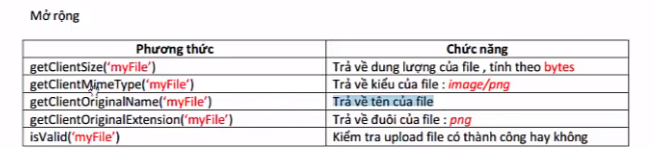 Mở rộng
Phương thức Chức năng
getClientSize('myFile') Trả về dung lượng của file , tính theo bytes
getClientMimeType('myFile') Trả về kiểu của file : image/png
getClientOriginalName('myFile') Trả về tên của file
getClientOriginalExtension('myFile') Trả về đuôi của file : png
isValid('myFile') Kiểm tra upload file có thành công hay không